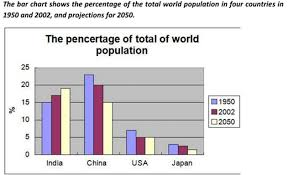 The bar chart shows the percentage of the total world population in four countries in
1950 and 2002, and projections for 2050.
The pencentage of total of world
population
25
20
15
10
5
0
%
India
China
USA
Japan
1950
2002
2050